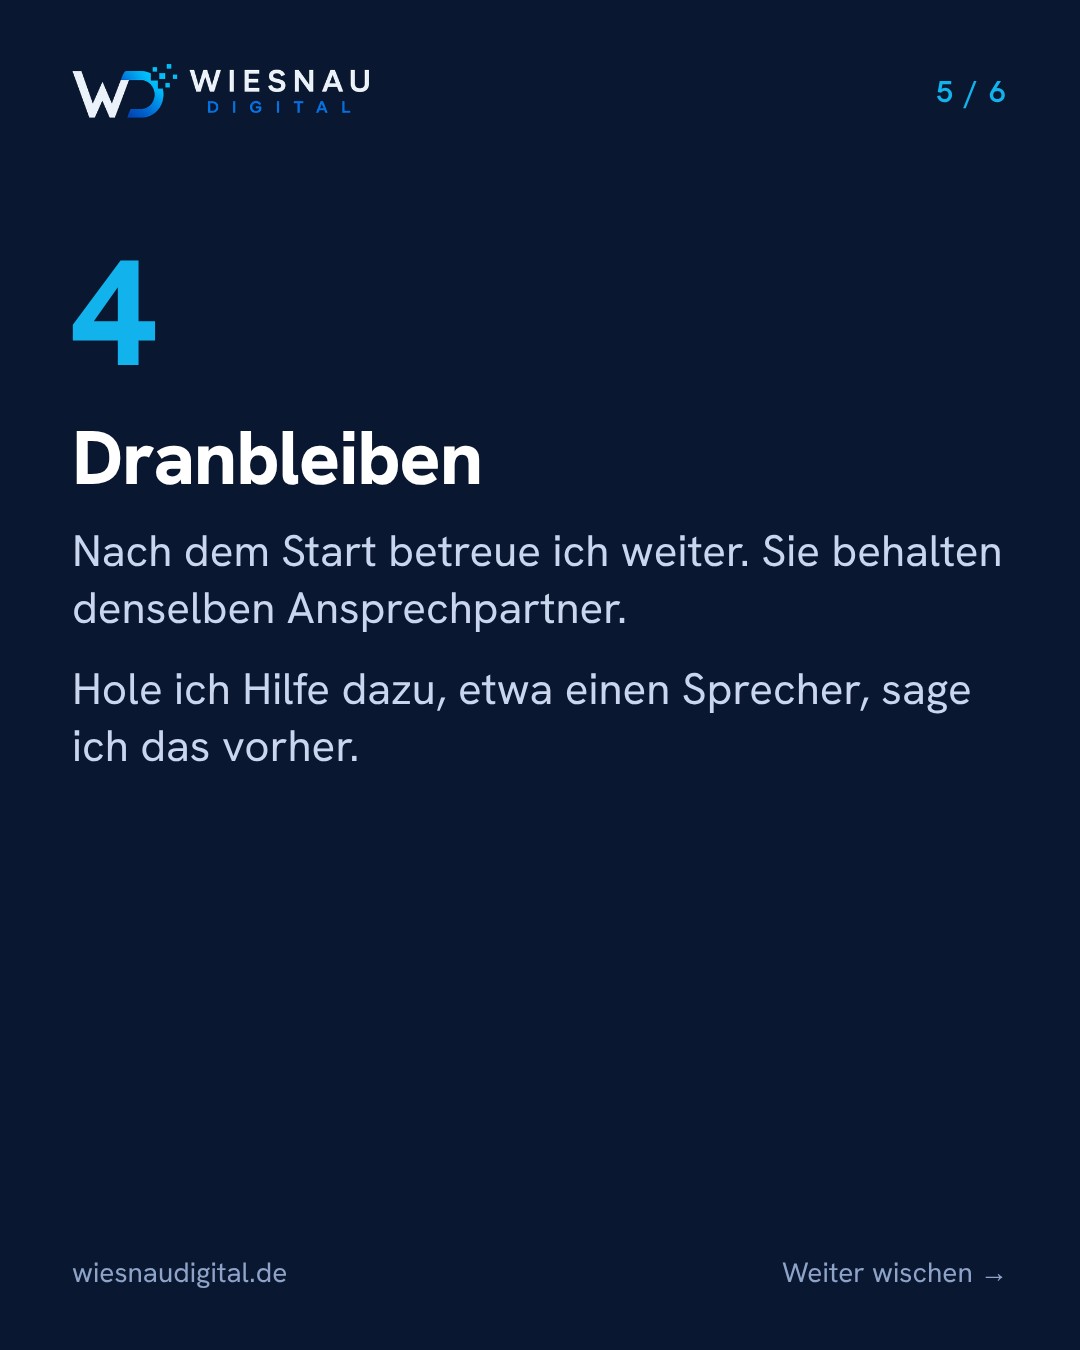 WIESNAU
DIGITAL
5 / 6
4
Dranbleiben
Nach dem Start betreue ich weiter. Sie behalten
denselben Ansprechpartner.
Hole ich Hilfe dazu, etwa einen Sprecher, sage
ich das vorher.
wiesnaudigital.de
Weiter wischen →